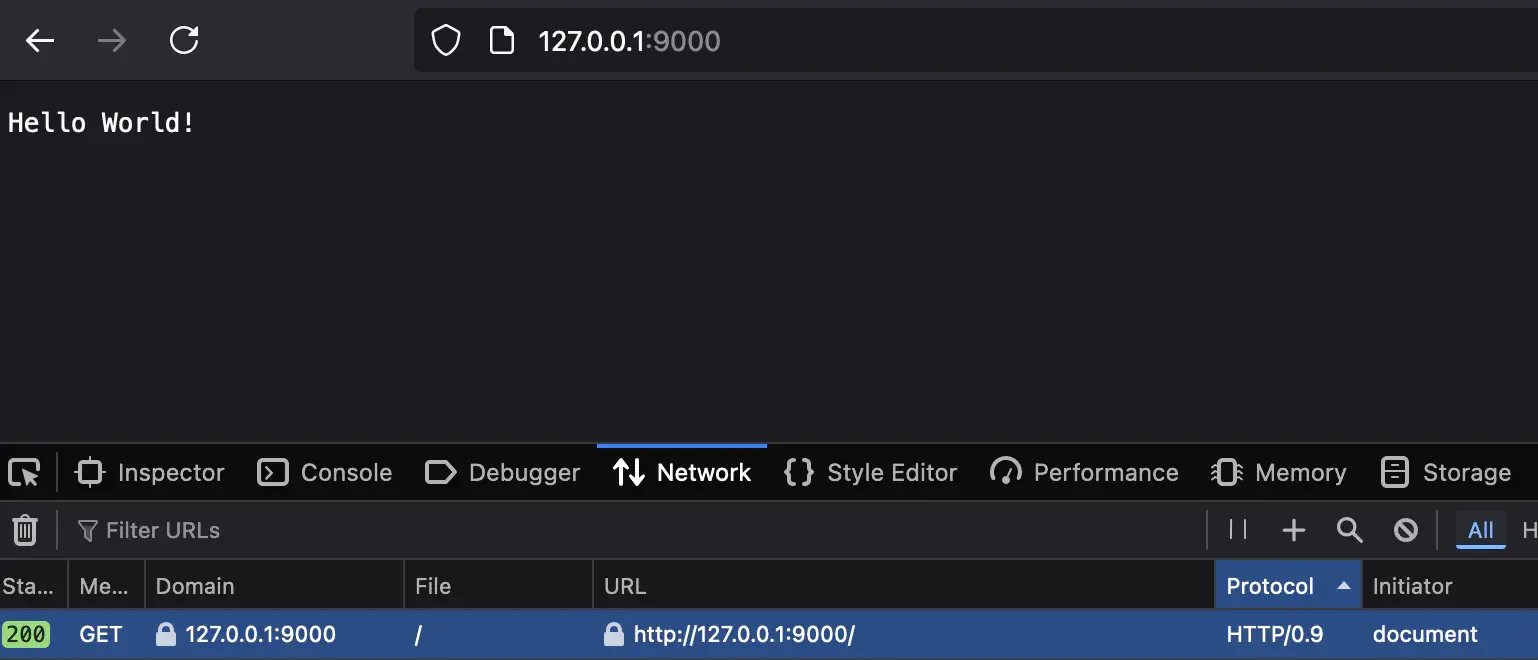 127.0.0.1:9000
Hello World!
Inspector Console Debugger Network Style Editor Performance Memory Storage
Filter URLs All H
Sta... Me... Domain File URL Protocol Initiator
200 GET 127.0.0.1:9000 / http://127.0.0.1:9000/ HTTP/0.9 document